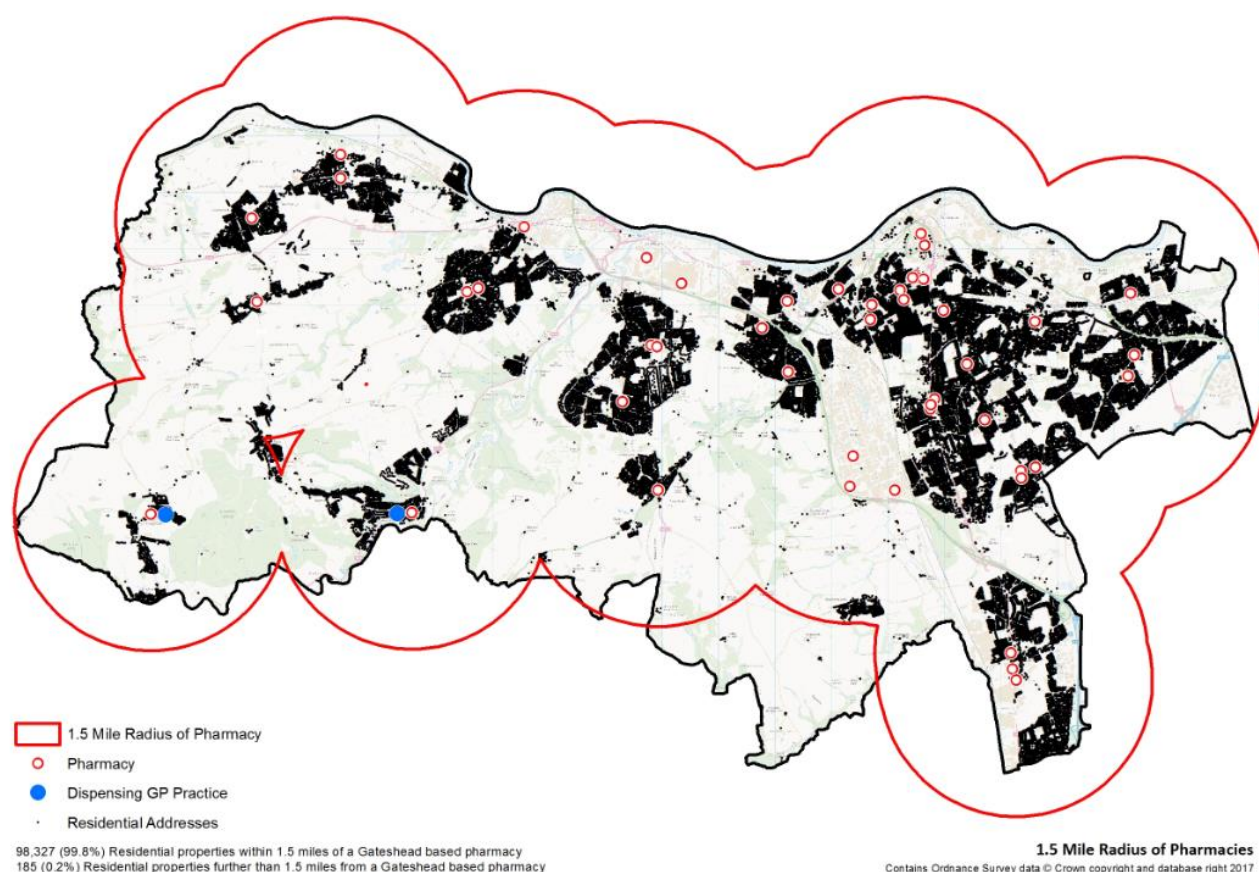 1.5 Mile Radius of Pharmacy
Pharmacy
Dispensing GP Practice
Residential Addresses
98,327 (99.8%) Residential properties within 1.5 miles of a Gateshead based pharmacy
185 (0.2%) Residential properties further than 1.5 miles from a Gateshead based pharmacy
1.5 Mile Radius of Pharmacies
Contains Ordnance Survey data © Crown copyright and database right 2017